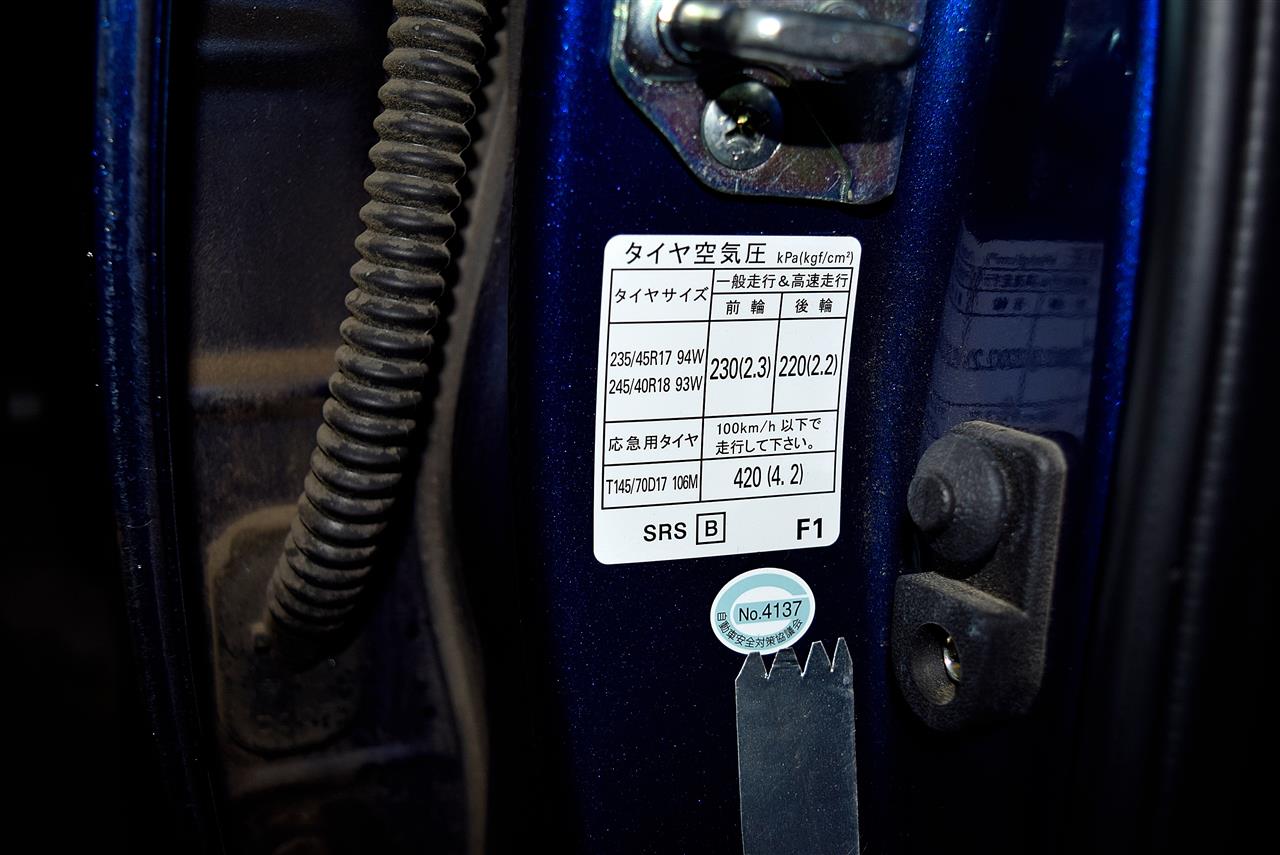 タイヤ空気圧 kPa(kgf/cm²)
タイヤサイズ 一般走行&高速走行
前輪 後輪
235/45R17 94W
245/40R18 93W
230(2.3) 220(2.2)
応急用タイヤ 100km/h 以下で
走行して下さい。
T145/70D17 106M 420 (4.2)
SRS B F1
No.4137
自動車安全対策協議会